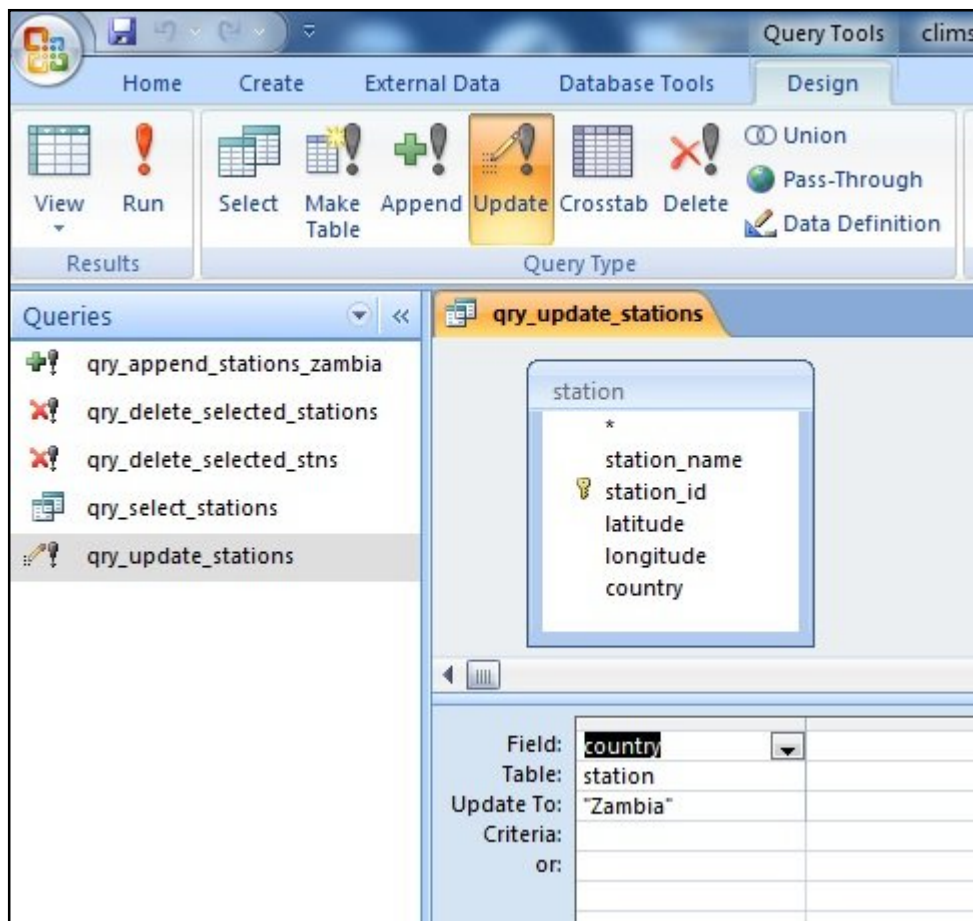 Query Tools clims
Home Create External Data Database Tools Design
View Run Select Make Table Append Update Crosstab Delete
Union
Pass-Through
Data Definition
Results Query Type
Queries
qry_append_stations_zambia
qry_delete_selected_stations
qry_delete_selected_stns
qry_select_stations
qry_update_stations
qry_update_stations
station
*
station_name
station_id
latitude
longitude
country
Field: country
Table: station
Update To: "Zambia"
Criteria:
or: